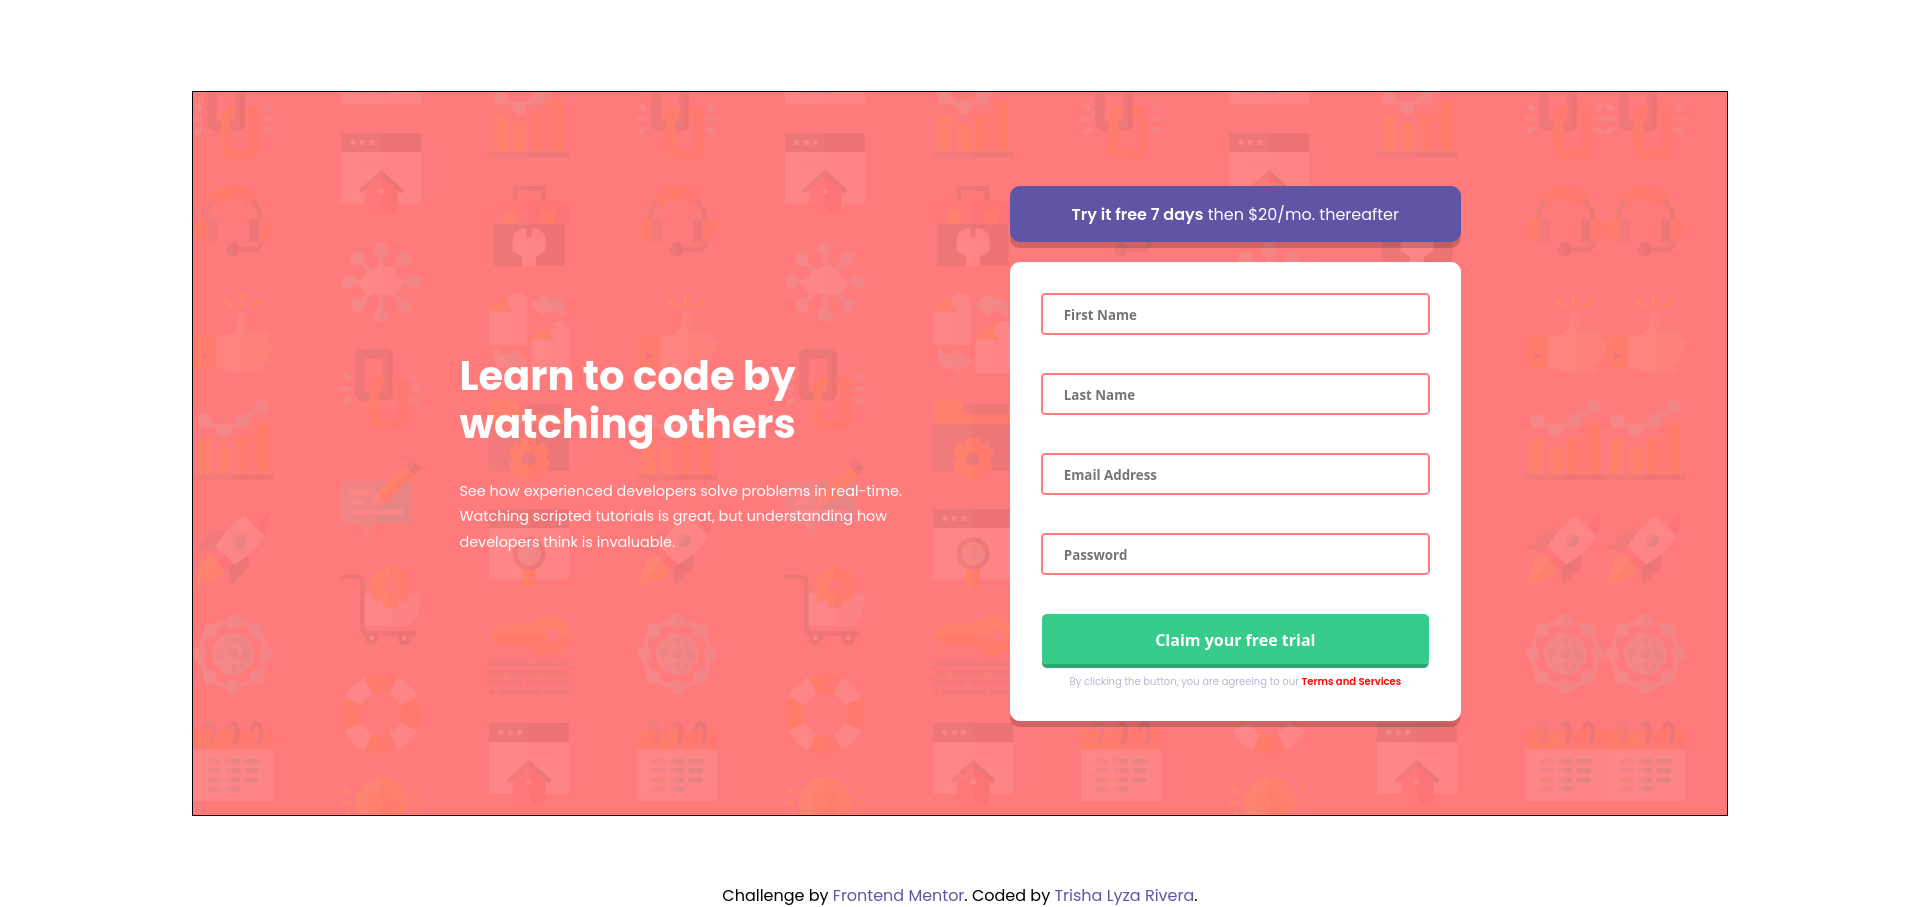 Learn to code by
watching others
See how experienced developers solve problems in real-time.
Watching scripted tutorials is great, but understanding how
developers think is invaluable.
Try it free 7 days then $20/mo. thereafter
First Name
Last Name
Email Address
Password
Claim your free trial
By clicking the button, you are agreeing to our Terms and Services
Challenge by Frontend Mentor. Coded by Trisha Lyza Rivera.